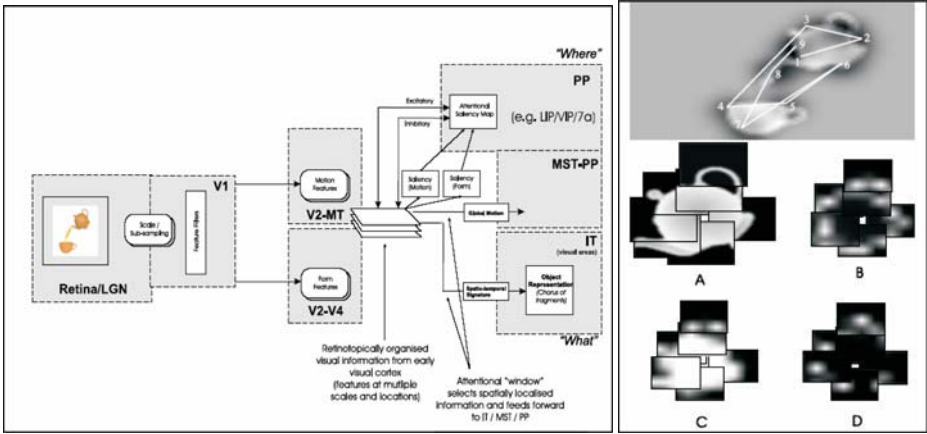 "Where"
PP
Excitatory
Inhibitory
Attentional
Saliency Map
(e.g. LIP/VIP/7a)
V1
Motion
Features
V2-MT
Saliency
(Motion)
Saliency
(Form)
MST-PP
Global Motion
Scale /
Sub-sampling
Feature Filters
Retina/LGN
Form
Features
V2-V4
IT
(visual areas)
Spatio-temporal
Signature
Object
Representation
(Chorus of
fragments)
"What"
Retinotopically organised
visual information from early
visual cortex
(features at multiple
scales and locations)
Attentional "window"
selects spatially localised
information and feeds forward
to IT / MST / PP
3
2
9
1
6
8
4
5
7
A
B
C
D